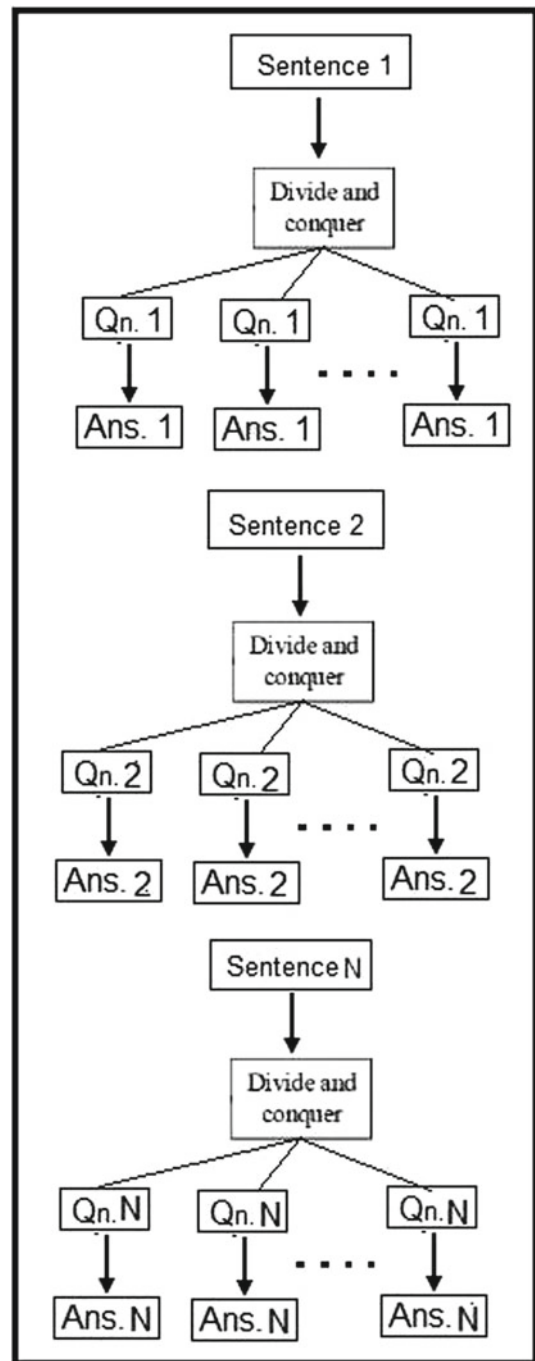 Sentence 1
Divide and
conquer
Qn. 1 Qn. 1 Qn. 1
Ans. 1 Ans. 1 Ans. 1
Sentence 2
Divide and
conquer
Qn. 2 Qn. 2 Qn. 2
Ans. 2 Ans. 2 Ans. 2
Sentence N
Divide and
conquer
Qn. N Qn. N Qn. N
Ans. N Ans. N Ans. N